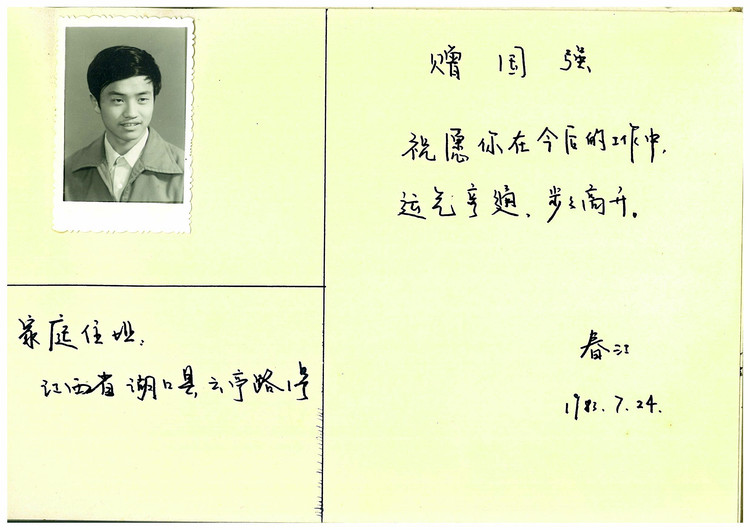 赠国强
祝愿你在今后的工作中,
运气亨通、步步高升。
春江
1983.7.24.
家庭住址:
江西省湖口县云亭路1号